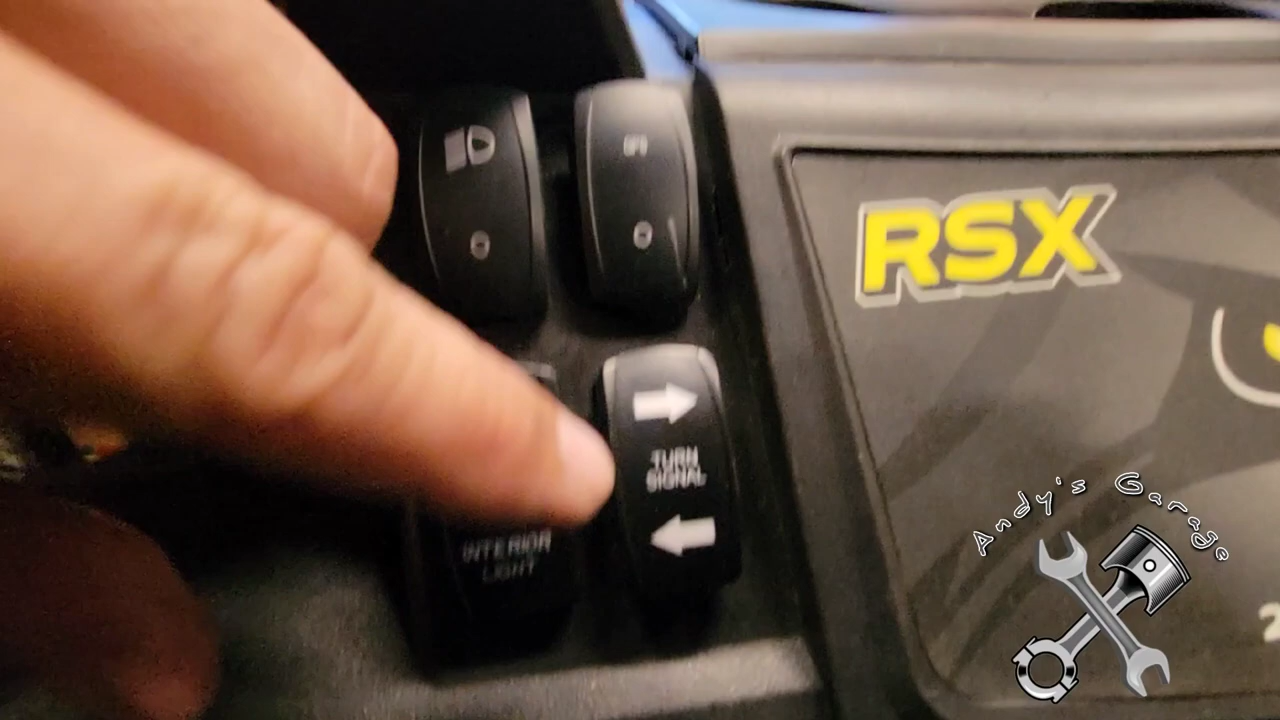 RSX
TURN
SIGNAL
INTERIOR
LIGHT
Andy's Garage